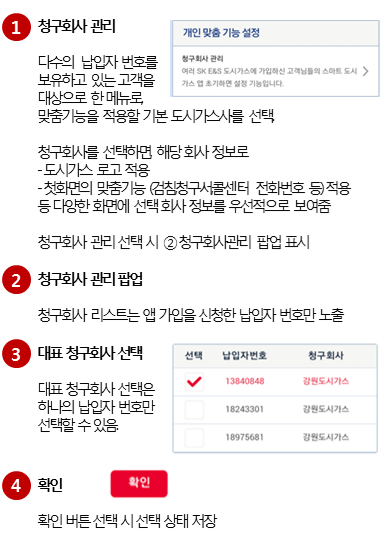 1 청구회사 관리
다수의 납입자 번호를
보유하고 있는 고객을
대상으로 한 메뉴로,
맞춤기능을 적용할 기본 도시가스사를 선택,
개인 맞춤 기능 설정
청구회사 관리
여러 SK E&S 도시가스에 가입하신 고객님들의 스마트 도시
가스 앱 초기화면 설정 기능입니다.
청구회사를 선택하면, 해당 회사 정보로
- 도시가스 로고 적용
- 첫화면의 맞춤기능 (검침청구서콜센터 전화번호 등) 적용
등 다양한 화면에 선택 회사 정보를 우선적으로 보여줌
청구회사 관리 선택 시 ② 청구회사관리 팝업 표시
2 청구회사 관리 팝업
청구회사 리스트는 앱 가입을 신청한 납입자 번호만 노출
3 대표 청구회사 선택
대표 청구회사 선택은
하나의 납입자 번호만
선택할 수 있음.
선택 납입자번호 청구회사
13840848 강원도시가스
18243301 강원도시가스
18975681 강원도시가스
4 확인
확인
확인 버튼 선택 시 선택 상태 저장